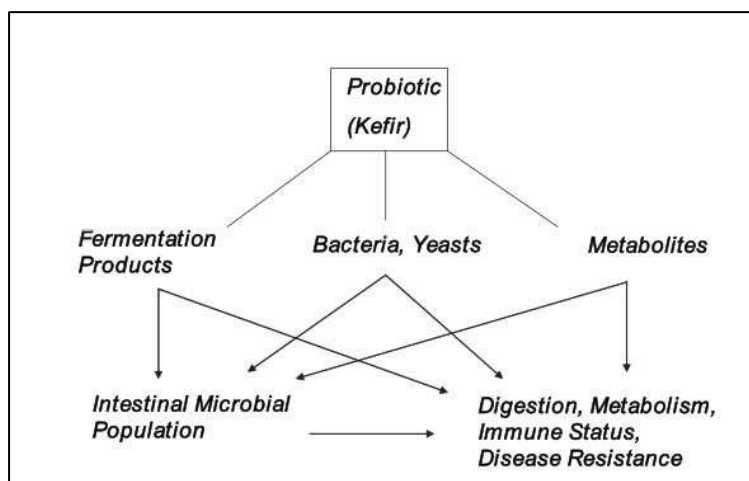 Probiotic
(Kefir)
Fermentation
Products
Bacteria, Yeasts
Metabolites
Intestinal Microbial
Population
Digestion, Metabolism,
Immune Status,
Disease Resistance